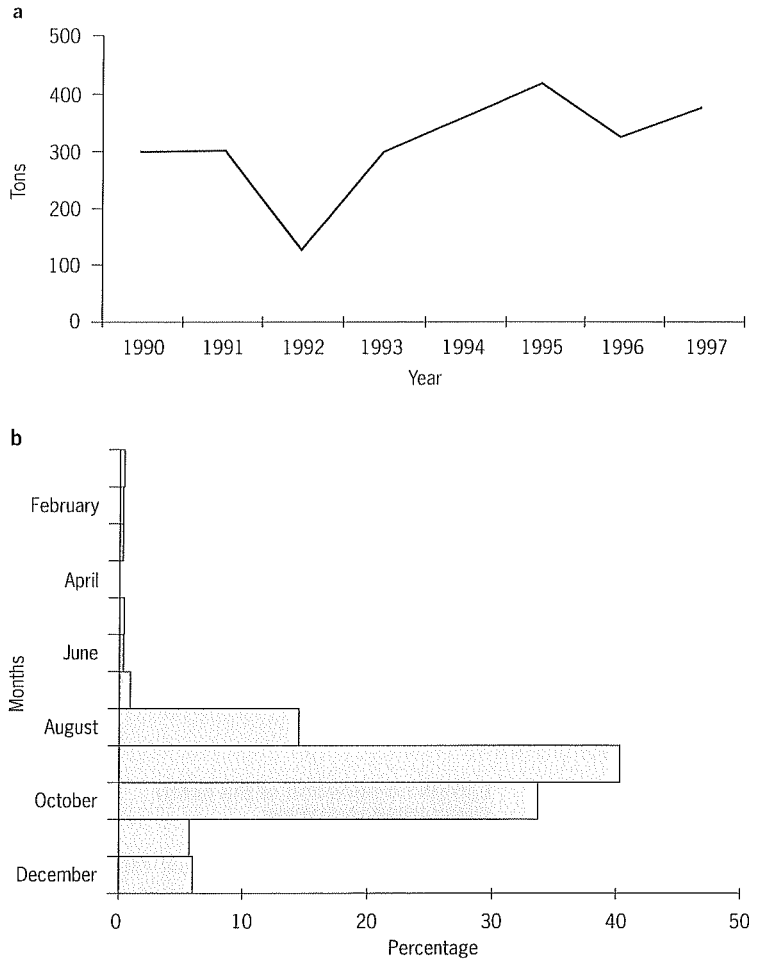 a
500
400
300
200
100
0
Tons
1990 1991 1992 1993 1994 1995 1996 1997
Year
b
February
April
June
August
October
December
Months
0 10 20 30 40 50
Percentage